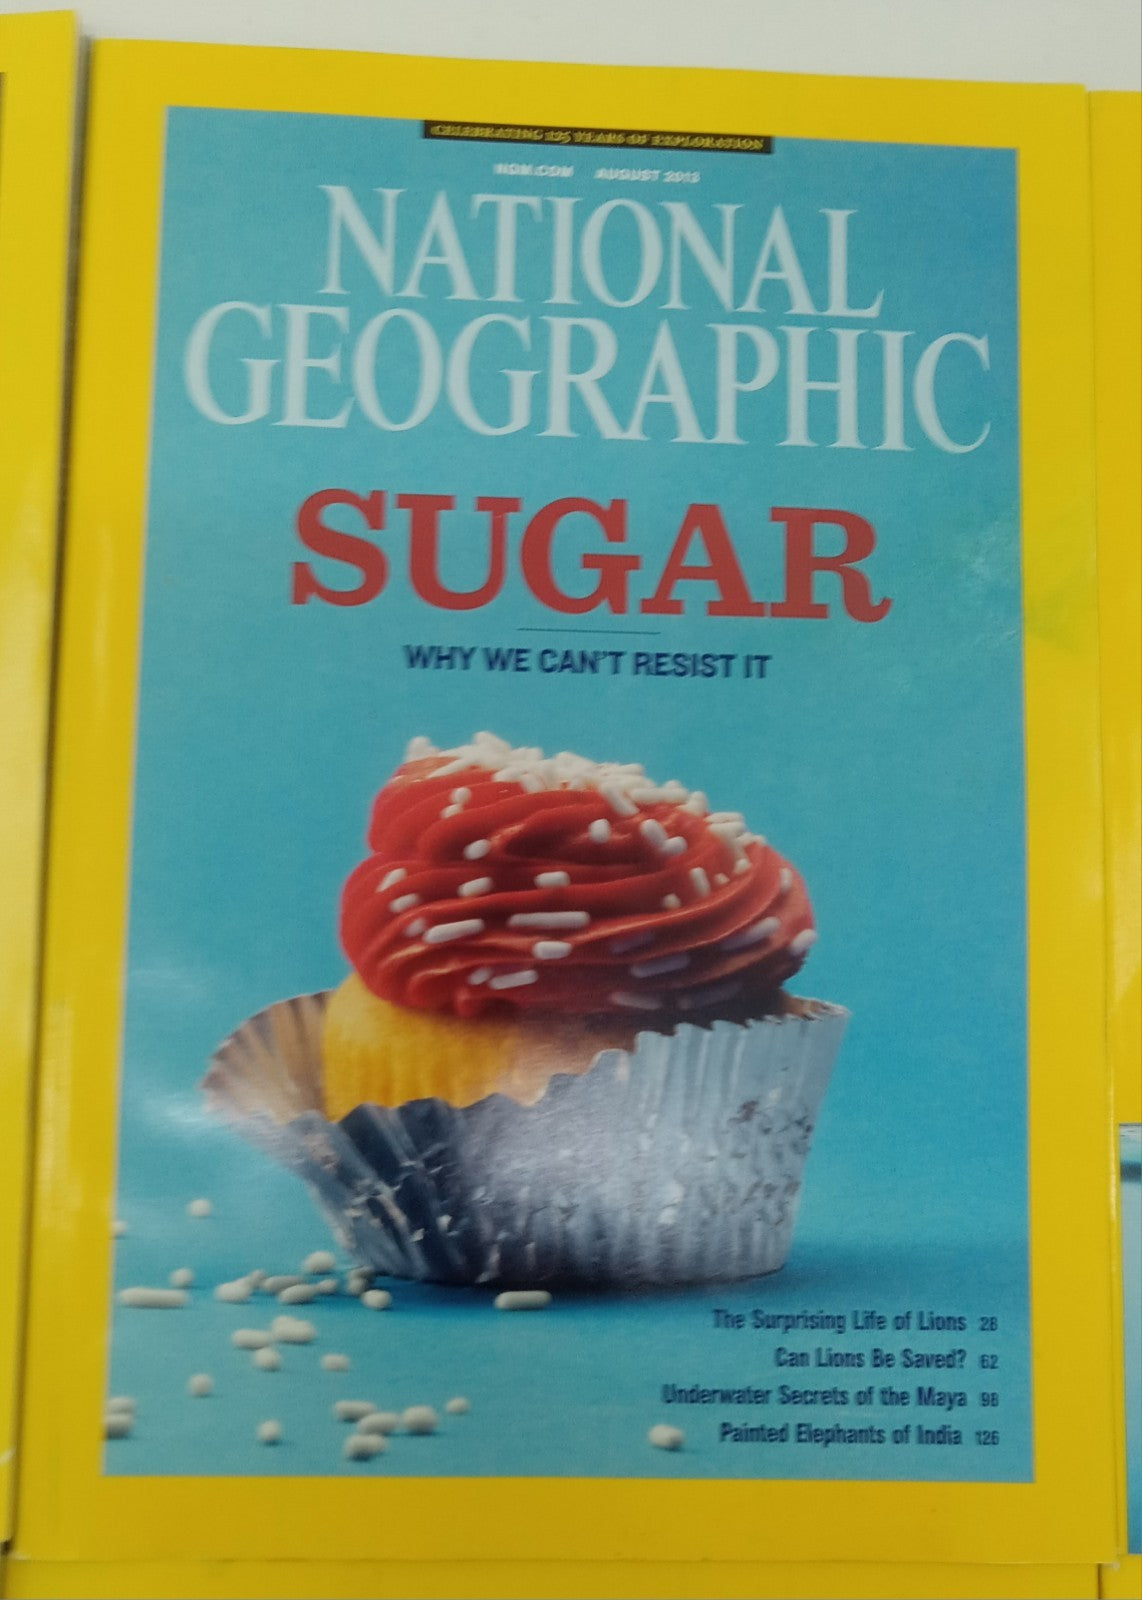 CELEBRATING 125 YEARS OF EXPLORATION
NGM.COM AUGUST 2013
NATIONAL
GEOGRAPHIC
SUGAR
WHY WE CAN'T RESIST IT
The Surprising Life of Lions 28
Can Lions Be Saved? 62
Underwater Secrets of the Maya 98
Painted Elephants of India 126